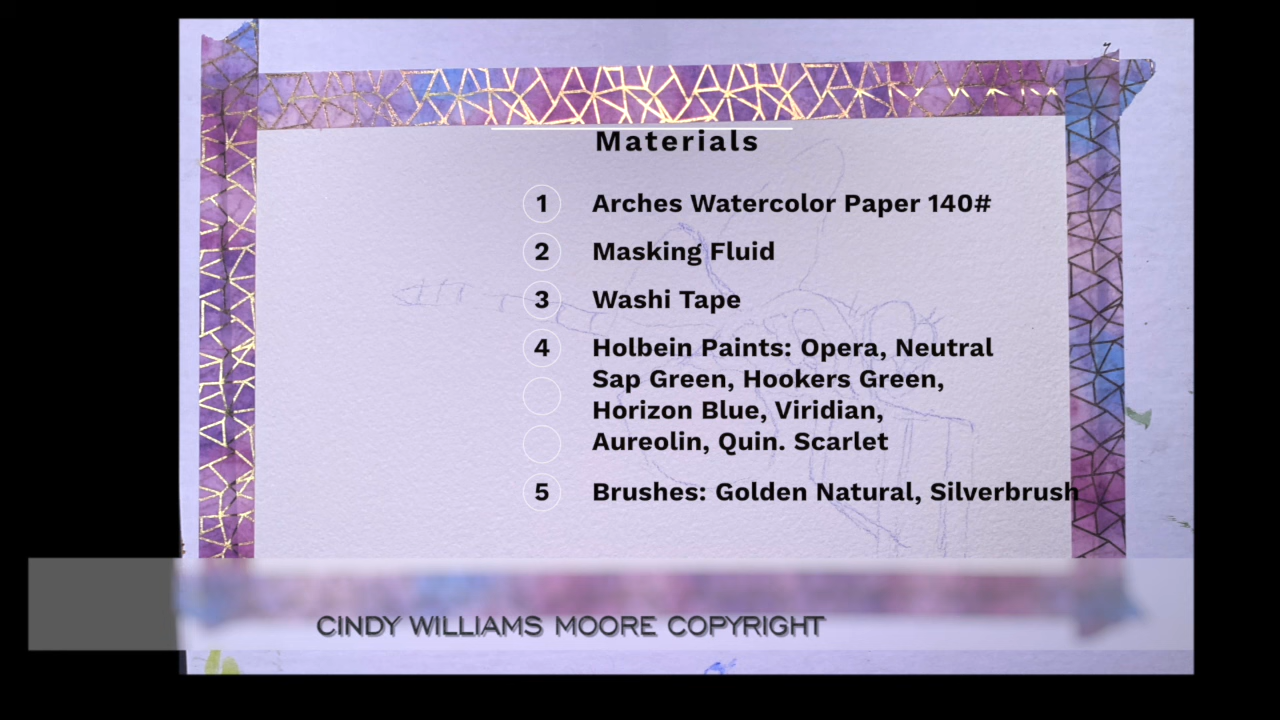 Materials
1 Arches Watercolor Paper 140#
2 Masking Fluid
3 Washi Tape
4 Holbein Paints: Opera, Neutral
Sap Green, Hookers Green,
Horizon Blue, Viridian,
Aureolin, Quin. Scarlet
5 Brushes: Golden Natural, Silverbrush
CINDY WILLIAMS MOORE COPYRIGHT